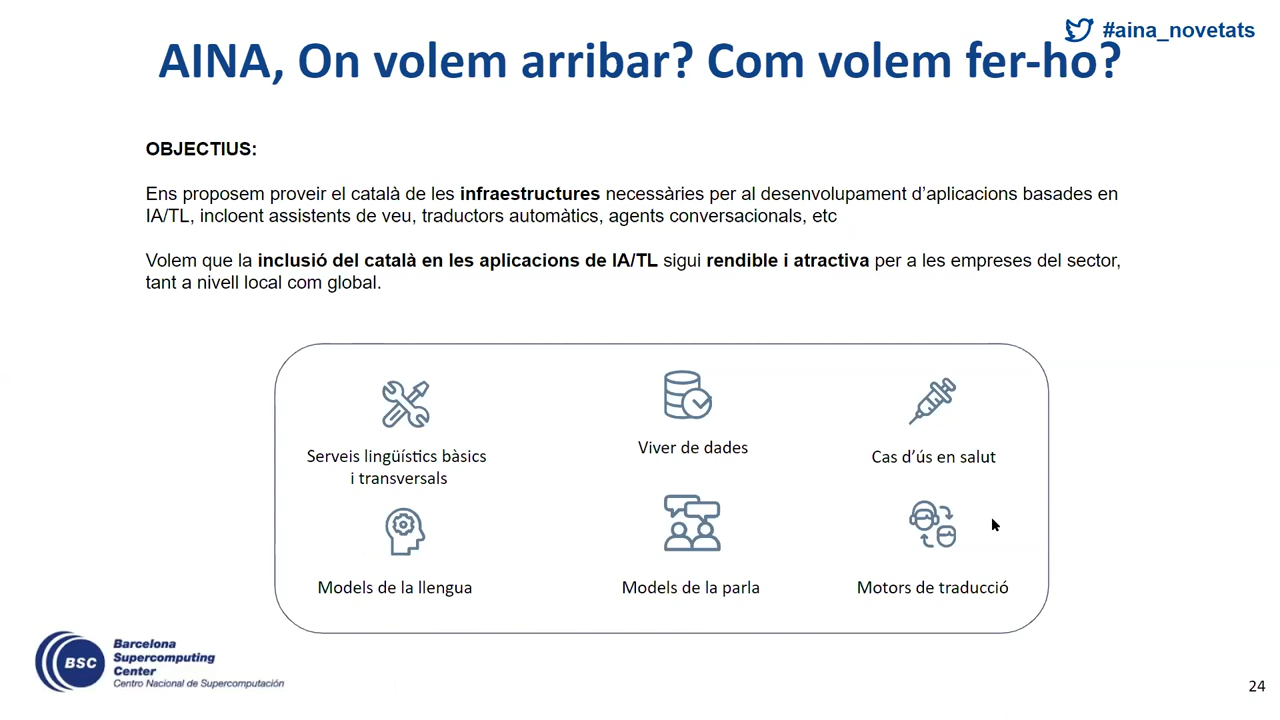 #aina_novetats
AINA, On volem arribar? Com volem fer-ho?
OBJECTIUS:
Ens proposem proveir el català de les infraestructures necessàries per al desenvolupament d’aplicacions basades en
IA/TL, incloent assistents de veu, traductors automàtics, agents conversacionals, etc
Volem que la inclusió del català en les aplicacions de IA/TL sigui rendible i atractiva per a les empreses del sector,
tant a nivell local com global.
Serveis lingüístics bàsics
i transversals
Viver de dades
Cas d’ús en salut
Models de la llengua
Models de la parla
Motors de traducció
BSC
Barcelona
Supercomputing
Center
Centro Nacional de Supercomputación
24